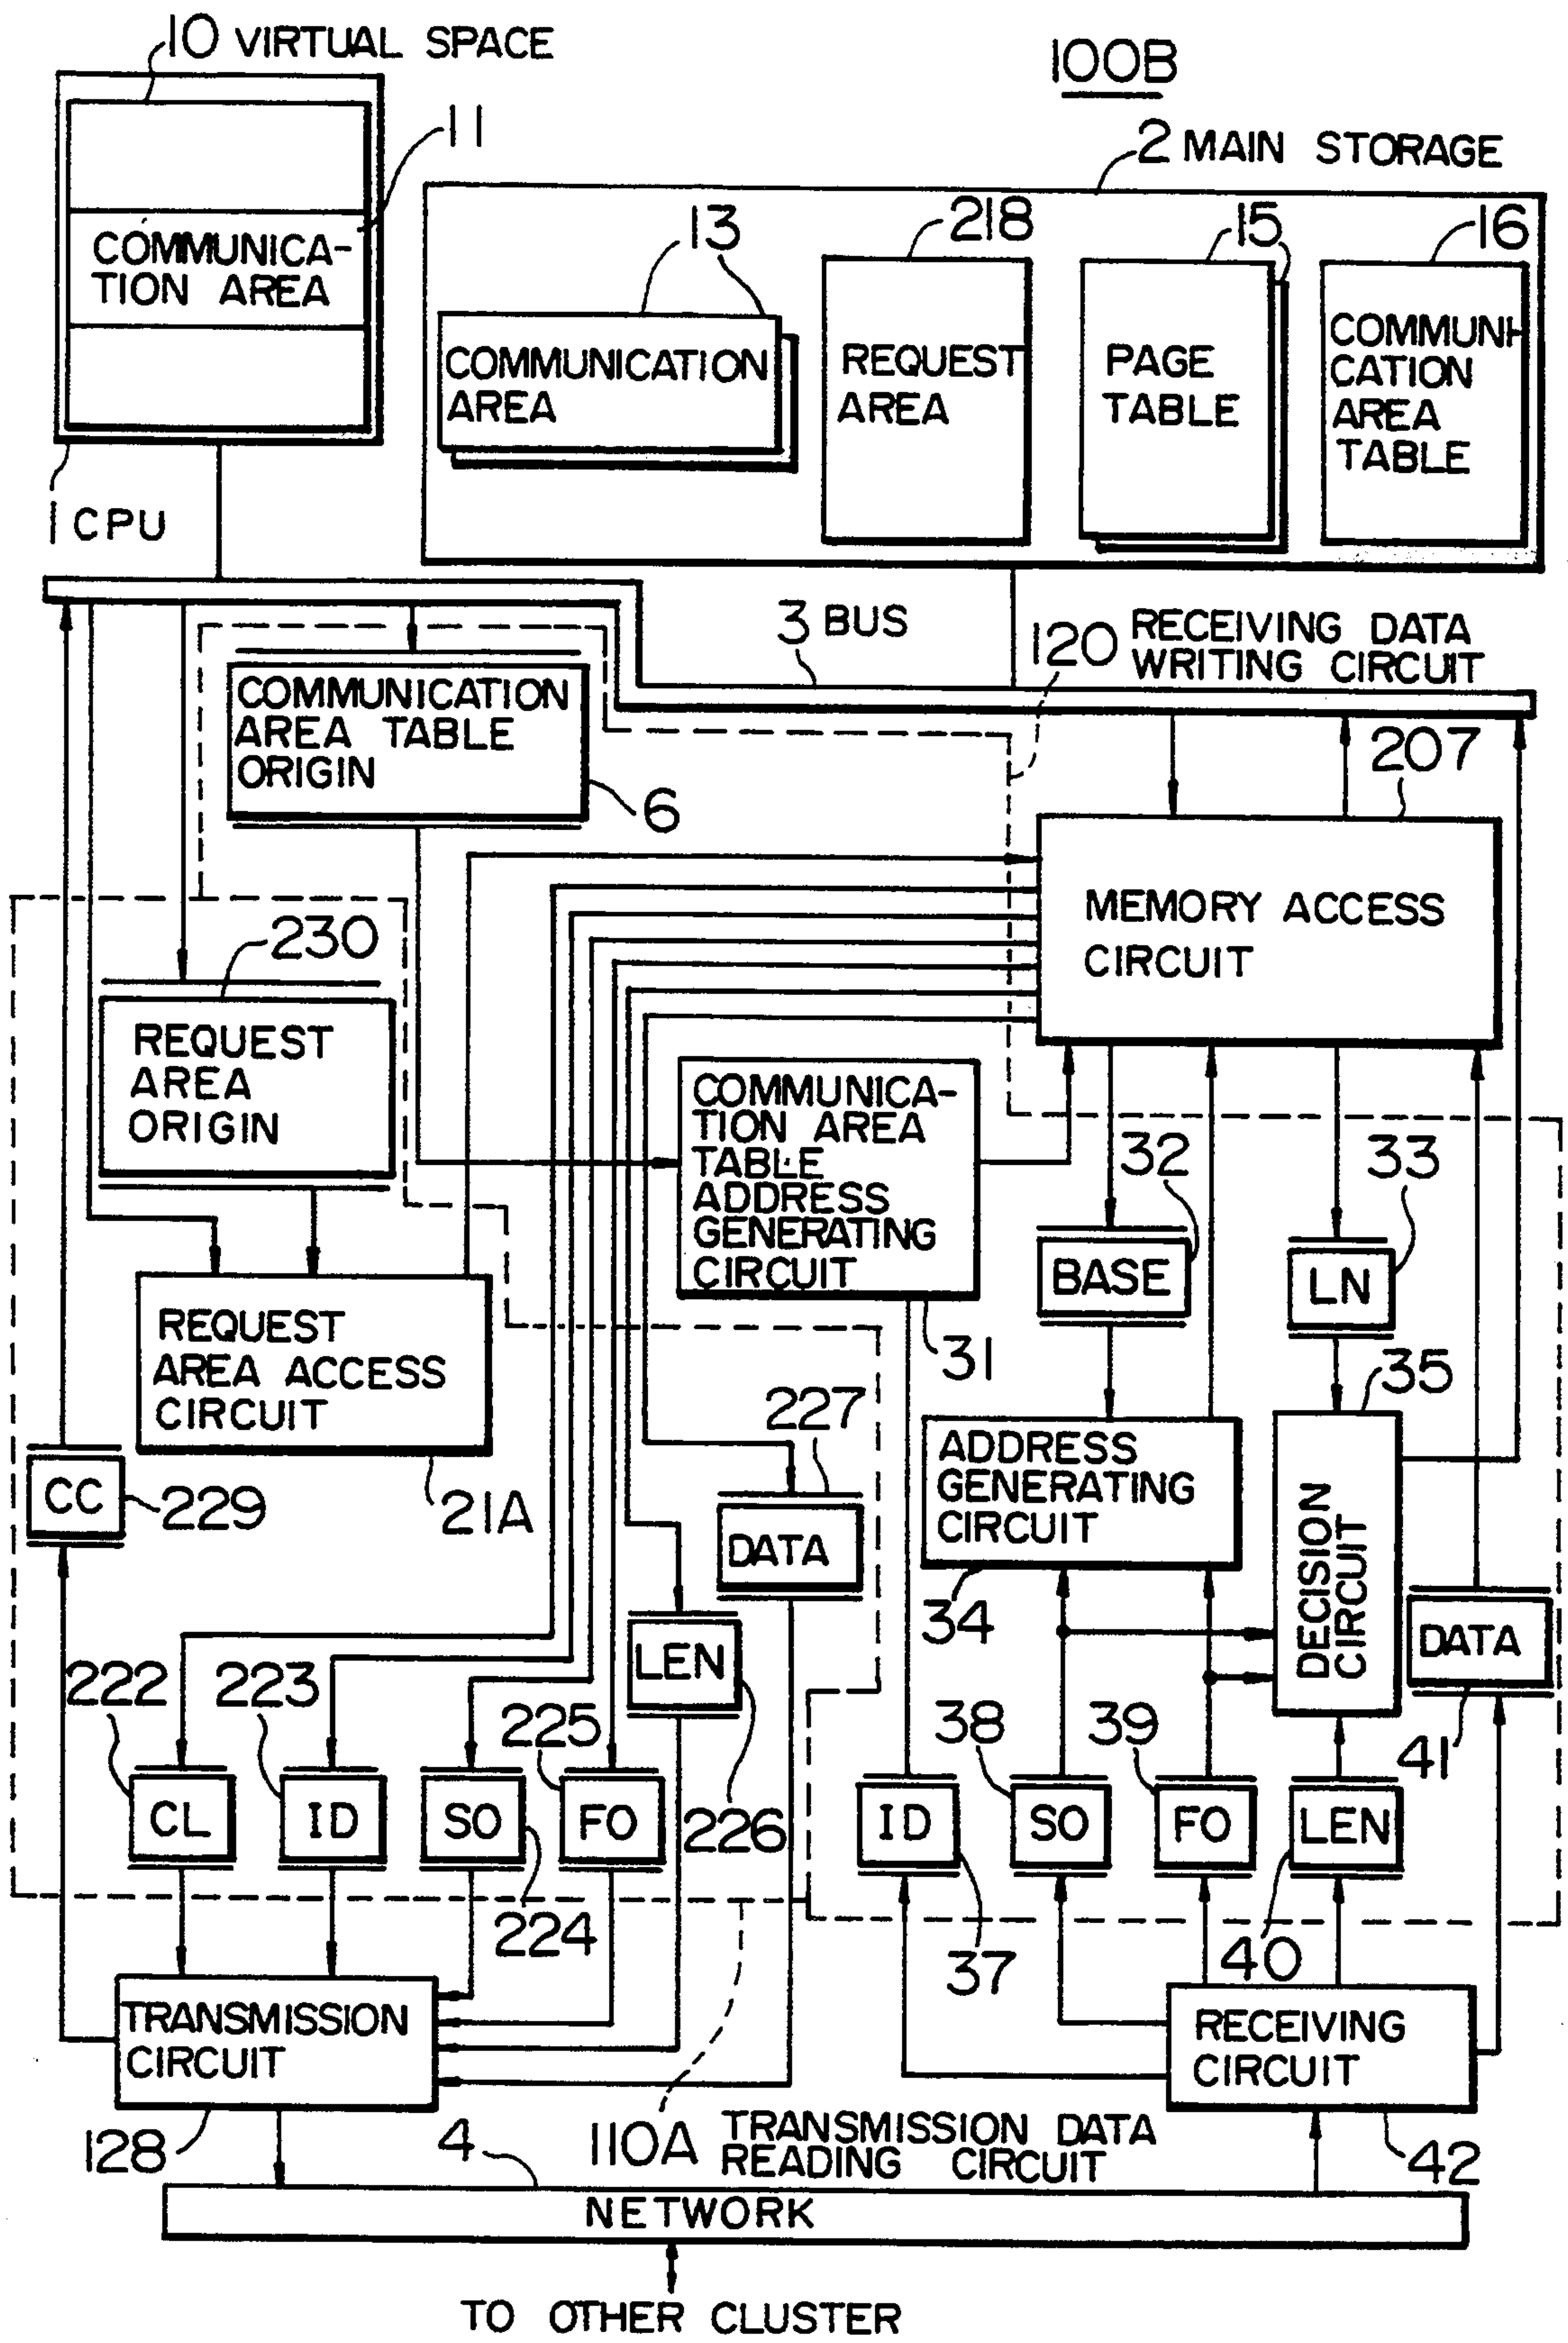 10 VIRTUAL SPACE
100B
11
2 MAIN STORAGE
COMMUNICA-
TION AREA
13
218
15
16
COMMUNICATION
AREA
REQUEST
AREA
PAGE
TABLE
COMMUNI-
CATION
AREA
TABLE
1 CPU
3 BUS
120 RECEIVING DATA
WRITING CIRCUIT
COMMUNICATION
AREA TABLE
ORIGIN
6
207
MEMORY ACCESS
CIRCUIT
230
REQUEST
AREA
ORIGIN
COMMUNICA-
TION AREA
TABLE
ADDRESS
GENERATING
CIRCUIT
31
32
33
BASE
LN
REQUEST
AREA ACCESS
CIRCUIT
21A
35
227
CC
229
DATA
ADDRESS
GENERATING
CIRCUIT
34
DECISION
CIRCUIT
DATA
41
LEN
226
222
223
225
38
39
CL
ID
SO
FO
224
ID
SO
FO
LEN
37
40
TRANSMISSION
CIRCUIT
128
RECEIVING
CIRCUIT
42
110A TRANSMISSION DATA
READING CIRCUIT
4
NETWORK
TO OTHER CLUSTER